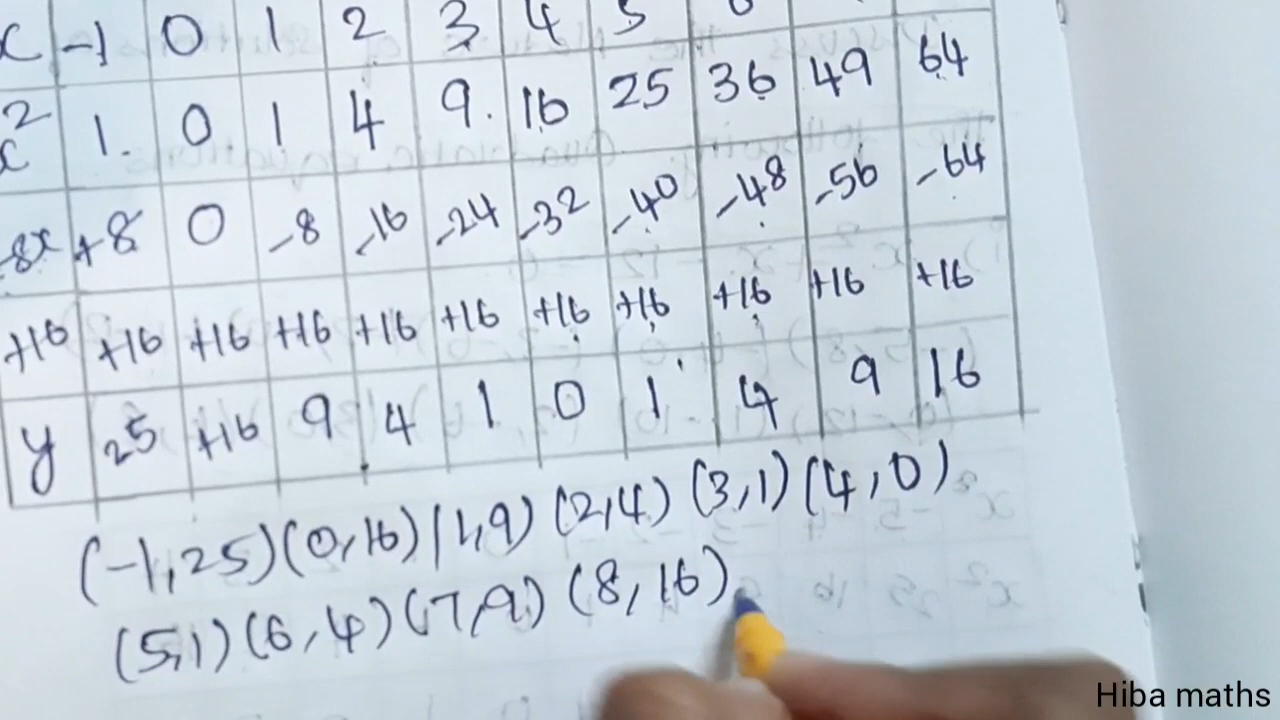 x -1 0 1 2 3 4 5 6
x² 1. 0 1 4 9. 16 25 36 49 64
-8x +8 0 -8 -16 -24 -32 -40 -48 -56 -64
+16 +16 +16 +16 +16 +16 +16 +16 +16 +16 +16
y 25 +16 9 4 1 0 1 4 9 16
(-1,25)(0,16)(1,9)(2,4)(3,1)(4,0)
(5,1)(6,4)(7,9)(8,16)
Hiba maths